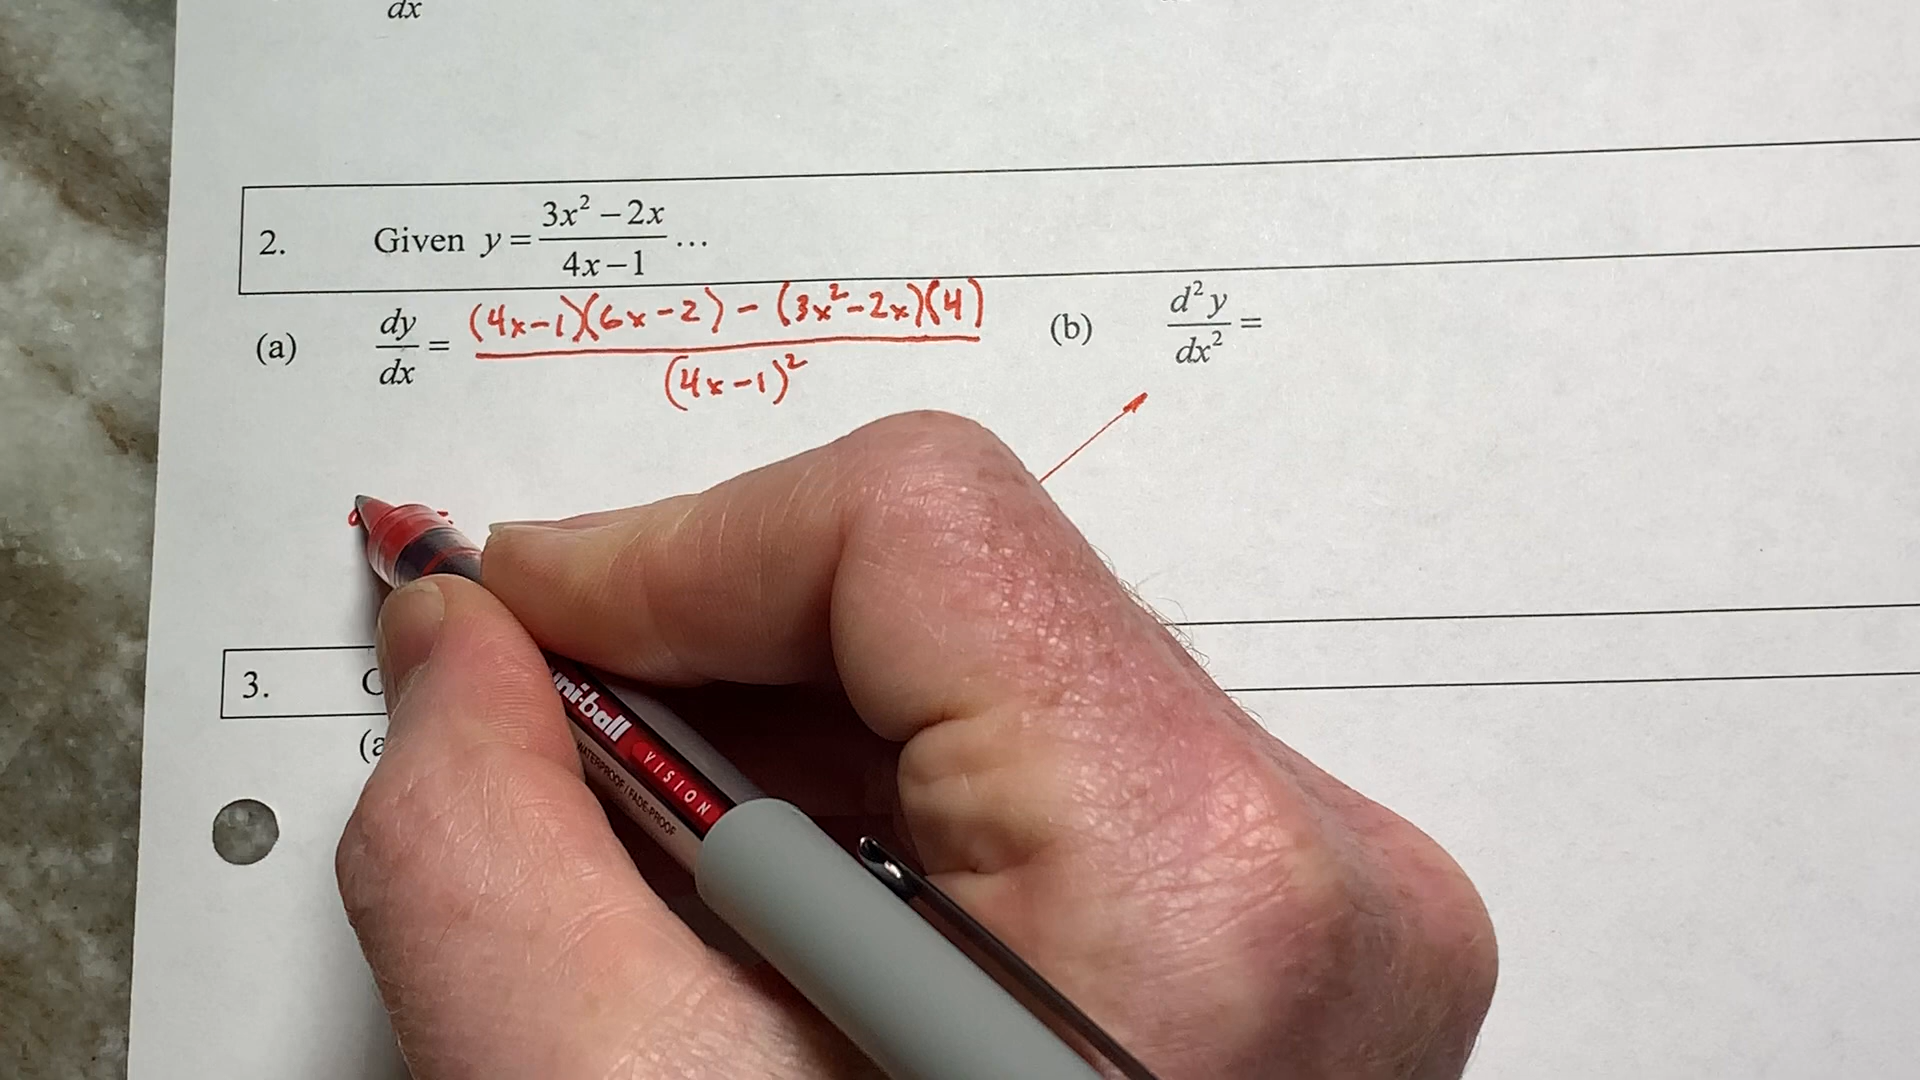 dx
2. Given y = (3x² − 2x)/(4x − 1) ...
(a) dy/dx = ((4x−1)(6x−2) − (3x²−2x)(4))/(4x−1)²
(b) d²y/dx² =
3.
(a
uni-ball VISION
WATERPROOF / FADE-PROOF